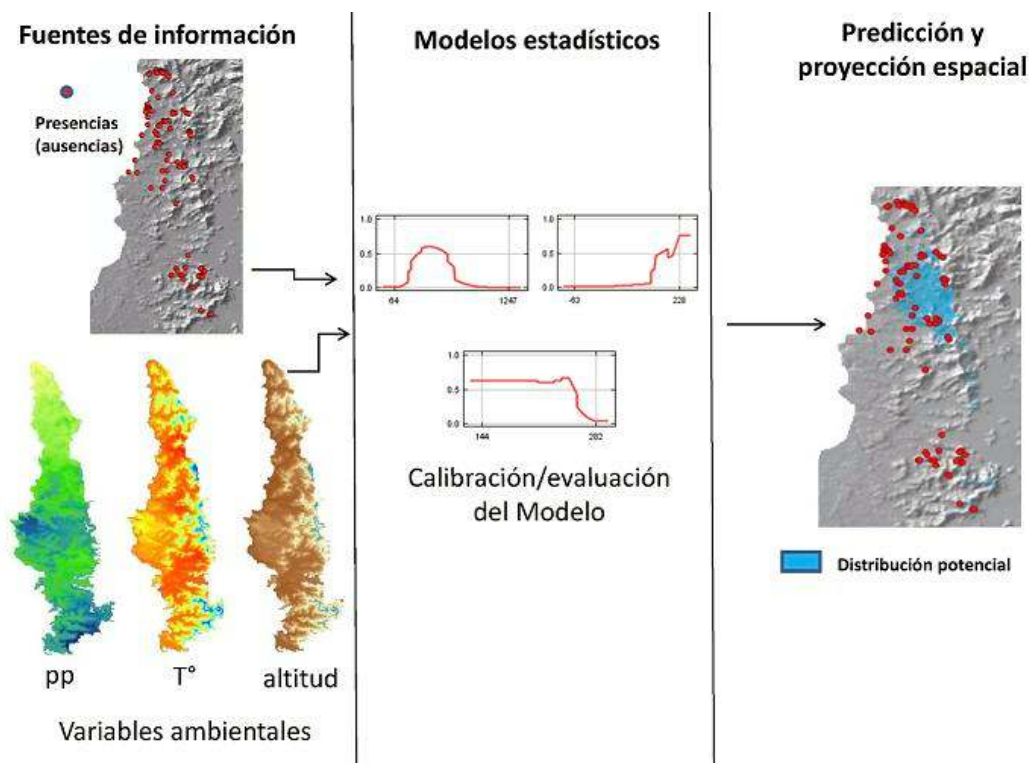 Fuentes de información
Presencias
(ausencias)
pp
T°
altitud
Variables ambientales
Modelos estadísticos
1.0
0.5
0.0
64
1247
1.0
0.5
0.0
-63
228
1.0
0.5
0.0
144
282
Calibración/evaluación
del Modelo
Predicción y
proyección espacial
Distribución potencial